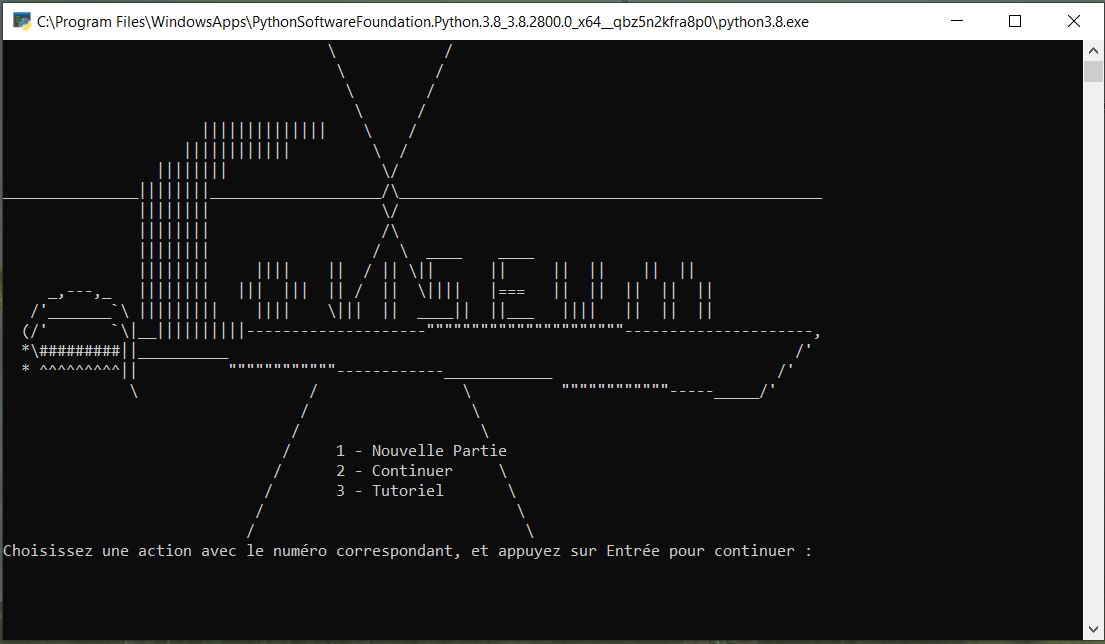 C:\Program Files\WindowsApps\PythonSoftwareFoundation.Python.3.8_3.8.2800.0_x64__qbz5n2kfra8p0\python3.8.exe
COLISEUM
1 - Nouvelle Partie
2 - Continuer
3 - Tutoriel
Choisissez une action avec le numéro correspondant, et appuyez sur Entrée pour continuer :